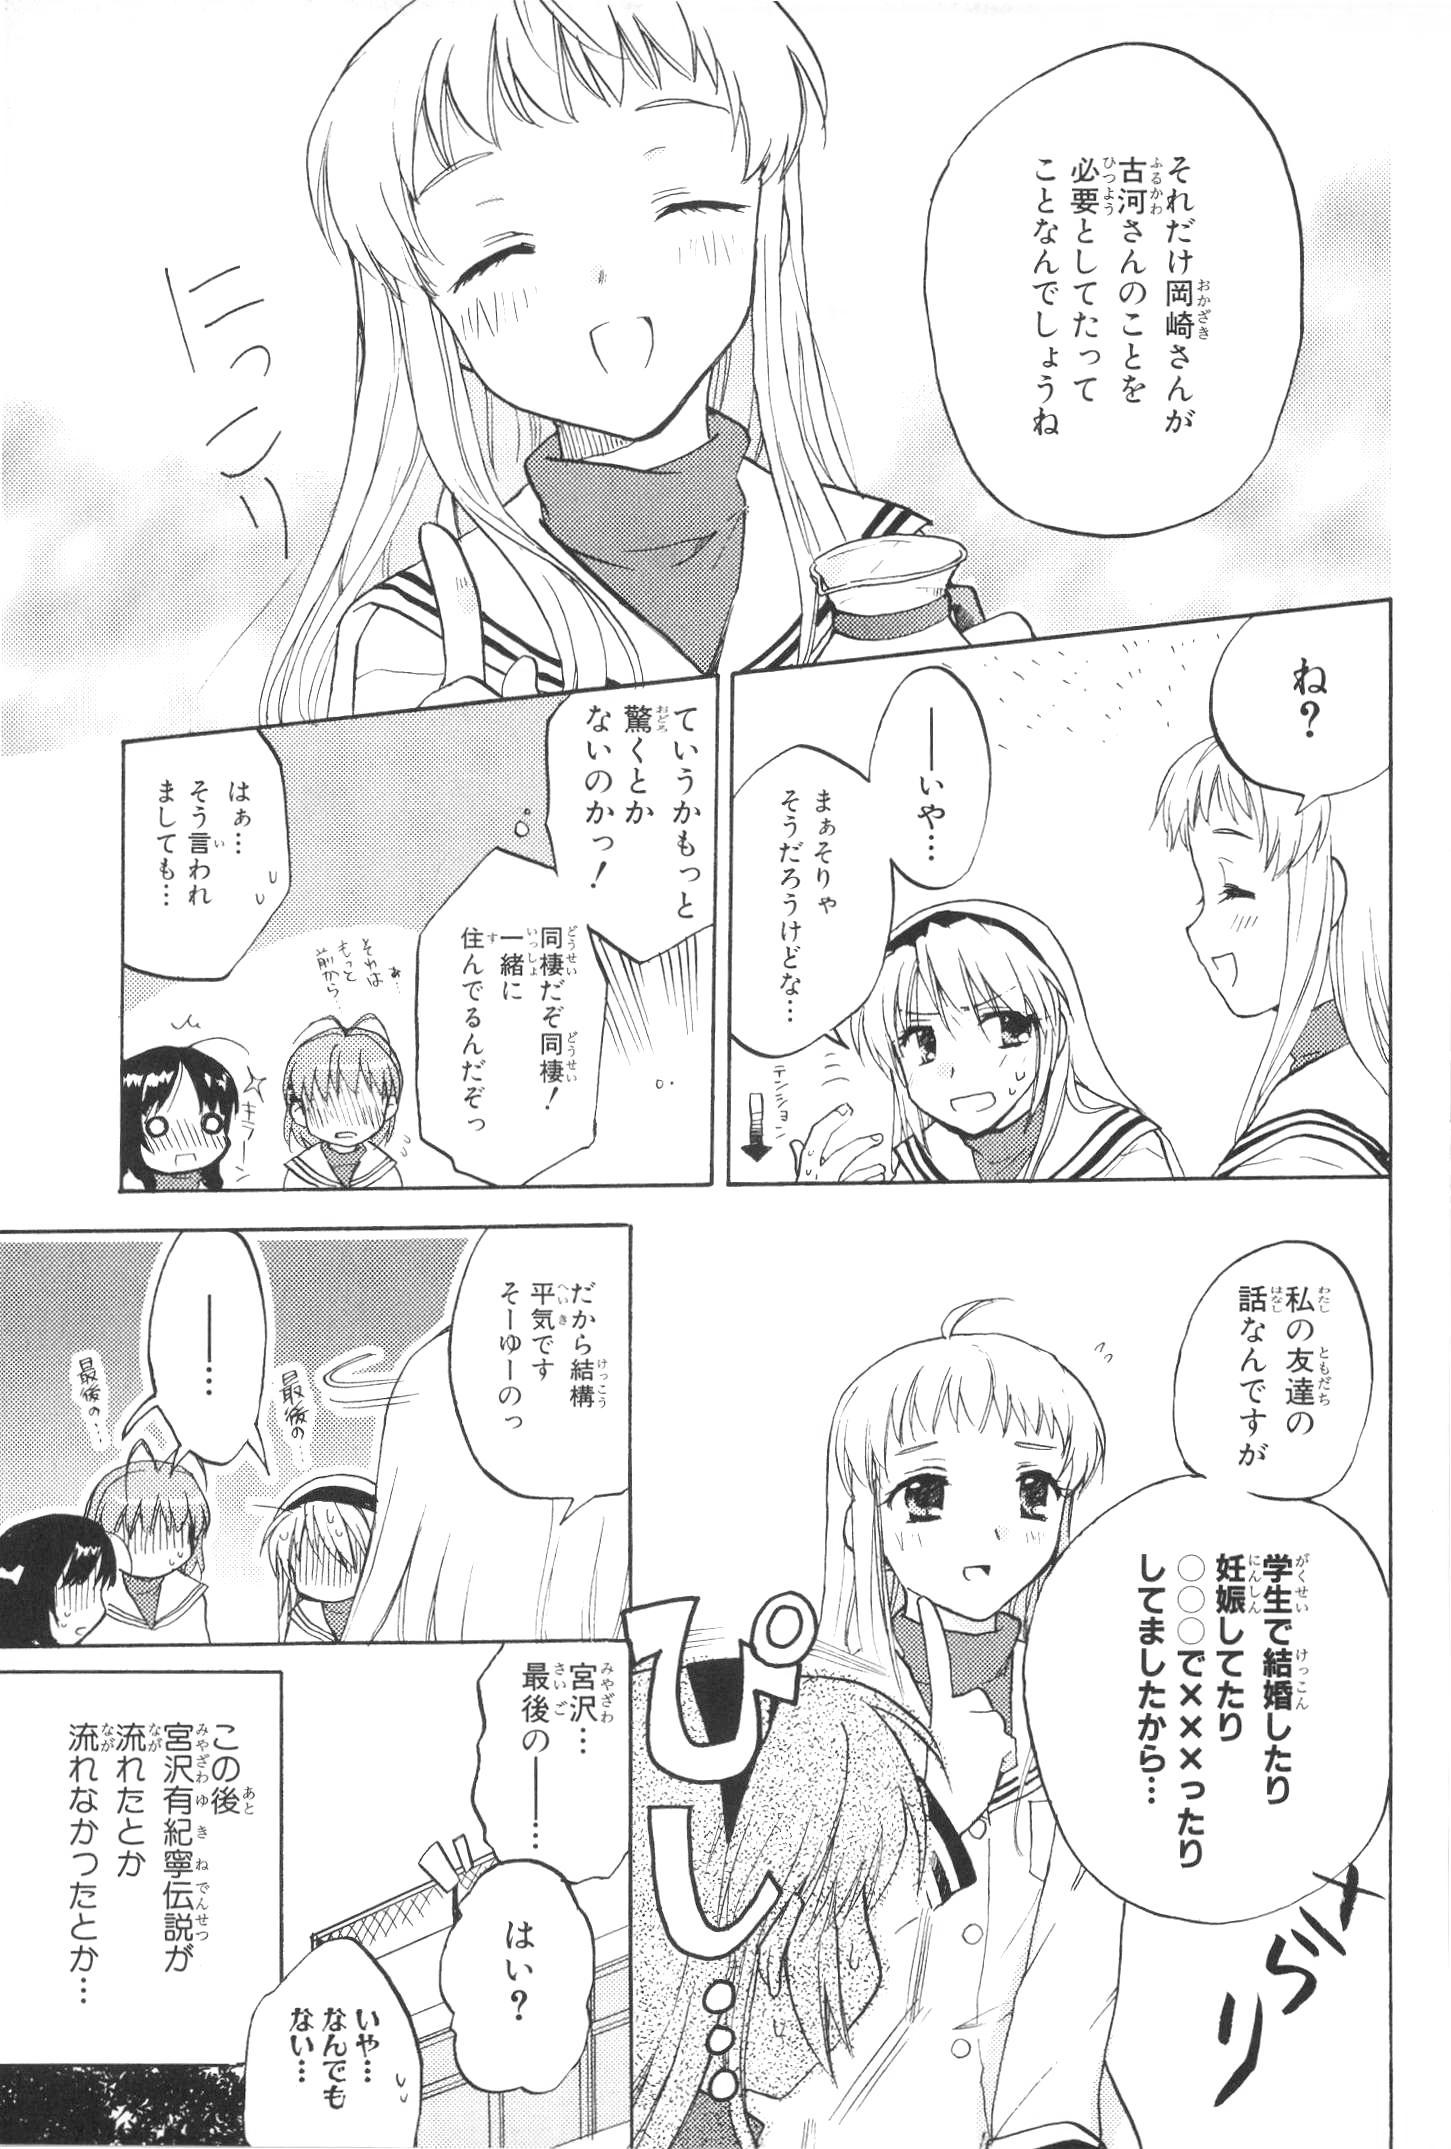 それだけ岡崎さんが
古河さんのことを
必要としてたって
ことなんでしょうね
にっこり
ね?
──いや…
まぁそりゃ
そうだろうけどな…
テンション
ていうかもっと
驚くとか
ないのかっ!
同棲だぞ同棲!
一緒に
住んでるんだぞっ
はぁ…
そう言われ
ましても…
あ…
それは
もっと
前から…
私の友達の
話なんですが
学生で結婚したり
妊娠してたり
○○○で×××ったり
してましたから…
さらり
ぴし…
だから結構
平気です
そーゆーのっ
──…
最後の…
最後の…
宮沢…
最後の──…
はい?
いや…
なんでも
ない…
この後
宮沢有紀寧伝説が
流れたとか
流れなかったとか…